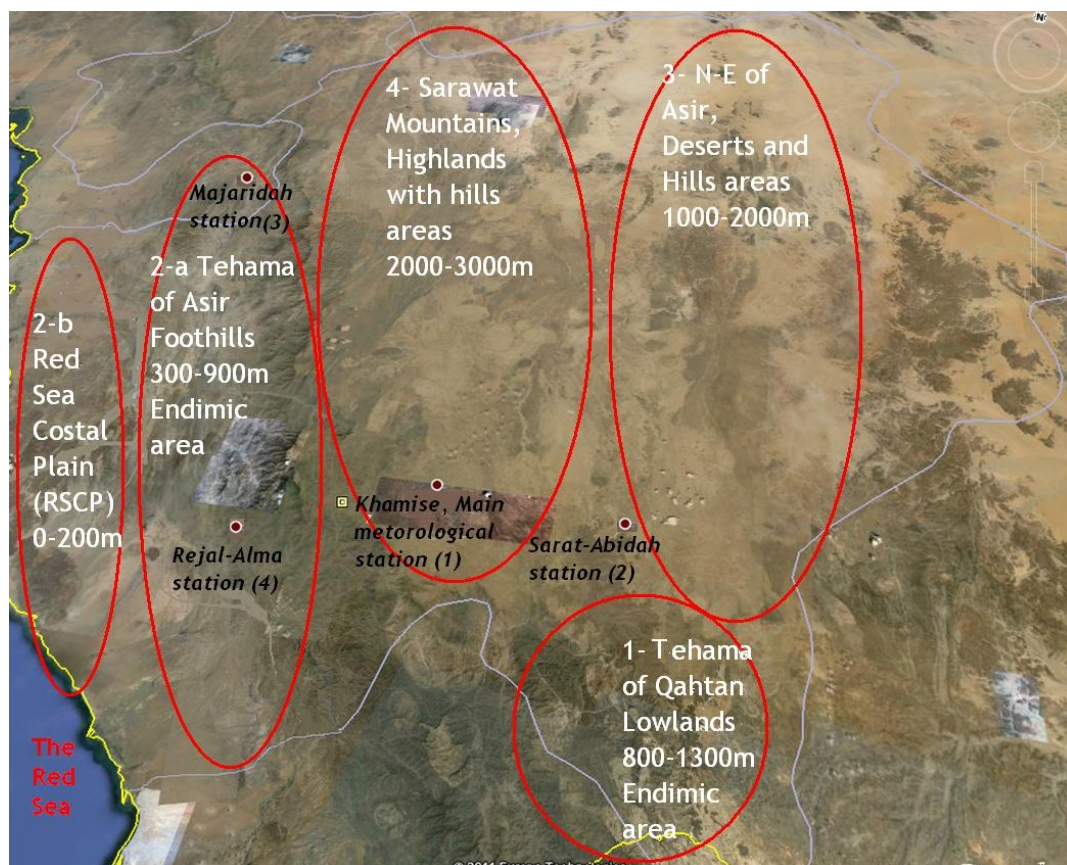 N
4- Sarawat
Mountains,
Highlands
with hills
areas
2000-3000m
3- N-E of
Asir,
Deserts and
Hills areas
1000-2000m
Majaridah
station(3)
2-a Tehama
of Asir
Foothills
300-900m
Endimic
area
2-b
Red
Sea
Costal
Plain
(RSCP)
0-200m
Khamise, Main
metorological
station (1)
Sarat-Abidah
station (2)
Rejal-Alma
station (4)
1- Tehama
of Qahtan
Lowlands
800-1300m
Endimic
area
The
Red
Sea